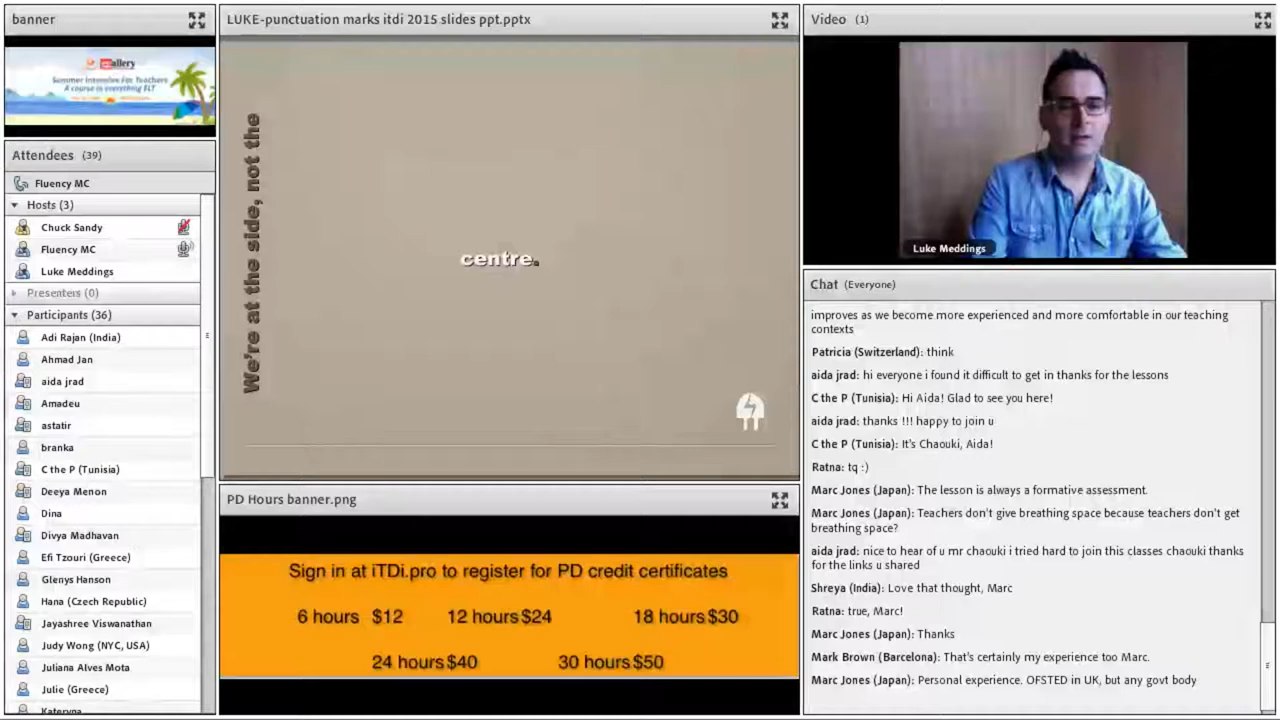 banner
allery
Summer Intensive For Teachers
A course is everything ELT
Attendees (39)
Fluency MC
Hosts (3)
Chuck Sandy
Fluency MC
Luke Meddings
Presenters (0)
Participants (36)
Adi Rajan (India)
Ahmad Jan
aida jrad
Amadeu
astatir
branka
C the P (Tunisia)
Deeya Menon
Dina
Divya Madhavan
Efi Tzouri (Greece)
Glenys Hanson
Hana (Czech Republic)
Jayashree Viswanathan
Judy Wong (NYC, USA)
Juliana Alves Mota
Julie (Greece)
Kateryna
LUKE-punctuation marks itdi 2015 slides ppt.pptx
We're at the side, not the
centre.
PD Hours banner.png
Sign in at iTDi.pro to register for PD credit certificates
6 hours $12 12 hours $24 18 hours $30
24 hours $40 30 hours $50
Video (1)
Luke Meddings
Chat (Everyone)
improves as we become more experienced and more comfortable in our teaching
contexts
Patricia (Switzerland): think
aida jrad: hi everyone i found it difficult to get in thanks for the lessons
C the P (Tunisia): Hi Aida! Glad to see you here!
aida jrad: thanks !!! happy to join u
C the P (Tunisia): It's Chaouki, Aida!
Ratna: tq :)
Marc Jones (Japan): The lesson is always a formative assessment.
Marc Jones (Japan): Teachers don't give breathing space because teachers don't get
breathing space?
aida jrad: nice to hear of u mr chaouki i tried hard to join this classes chaouki thanks
for the links u shared
Shreya (India): Love that thought, Marc
Ratna: true, Marc!
Marc Jones (Japan): Thanks
Mark Brown (Barcelona): That's certainly my experience too Marc.
Marc Jones (Japan): Personal experience. OFSTED in UK, but any govt body